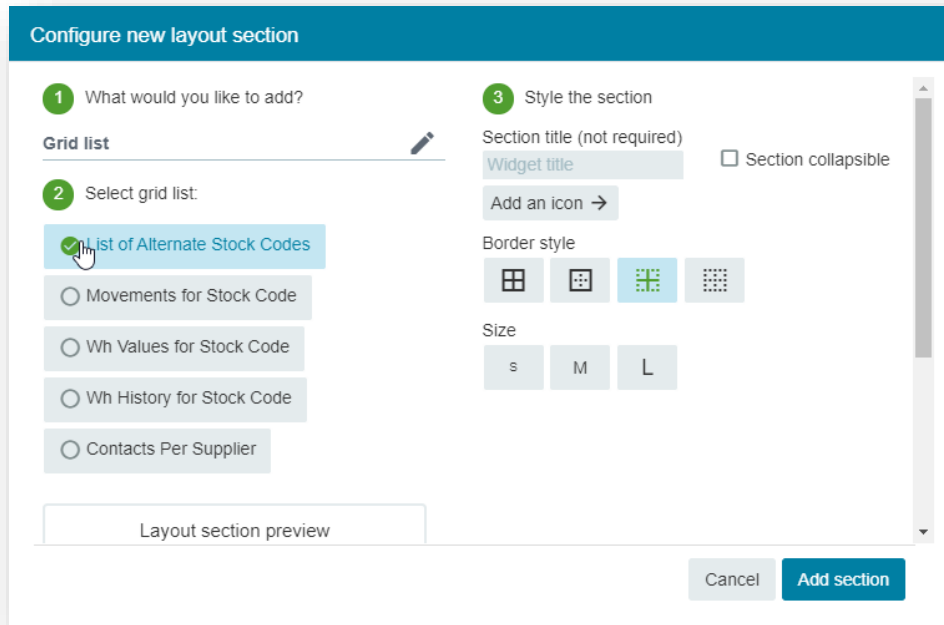 Configure new layout section
1 What would you like to add?
Grid list
2 Select grid list:
List of Alternate Stock Codes
Movements for Stock Code
Wh Values for Stock Code
Wh History for Stock Code
Contacts Per Supplier
Layout section preview
3 Style the section
Section title (not required)
Widget title
Section collapsible
Add an icon →
Border style
Size
S M L
Cancel Add section